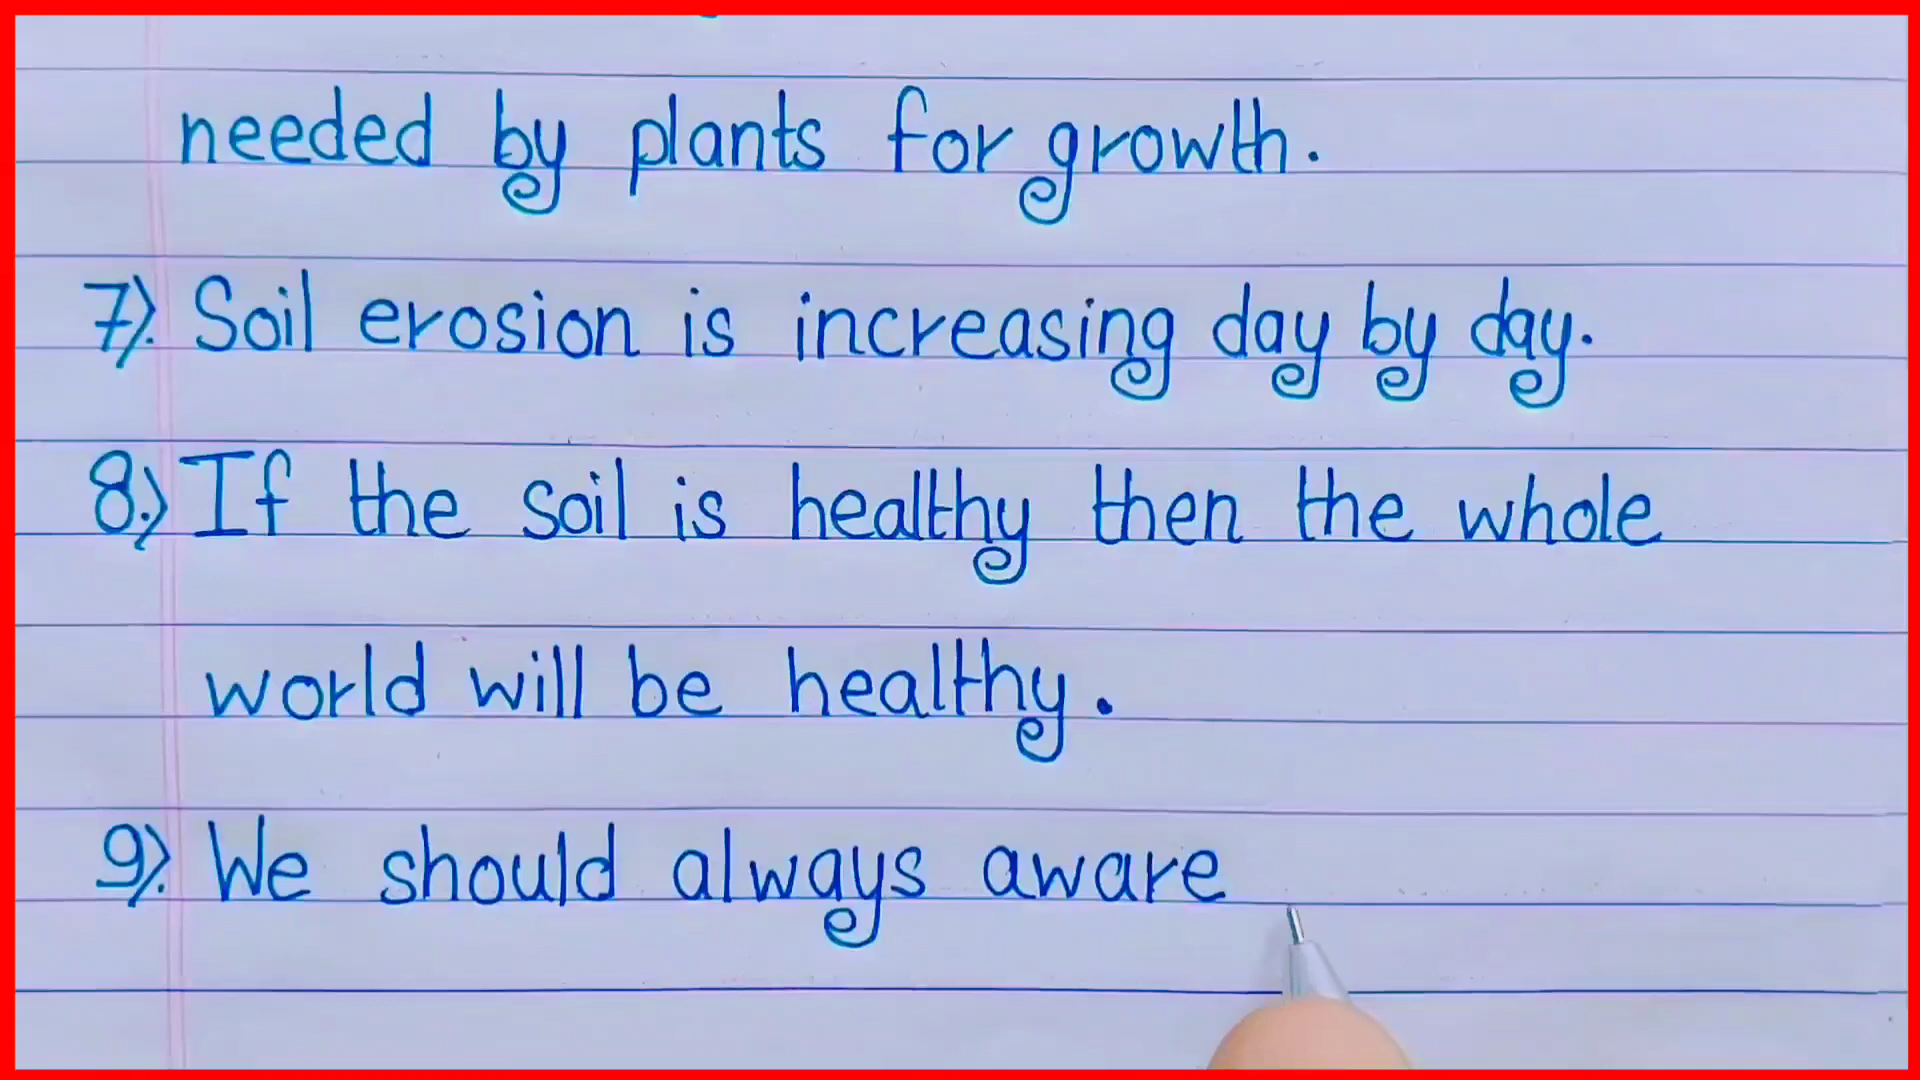 needed by plants for growth.
7). Soil erosion is increasing day by day.
8.) If the soil is healthy then the whole
world will be healthy.
9). We should always aware